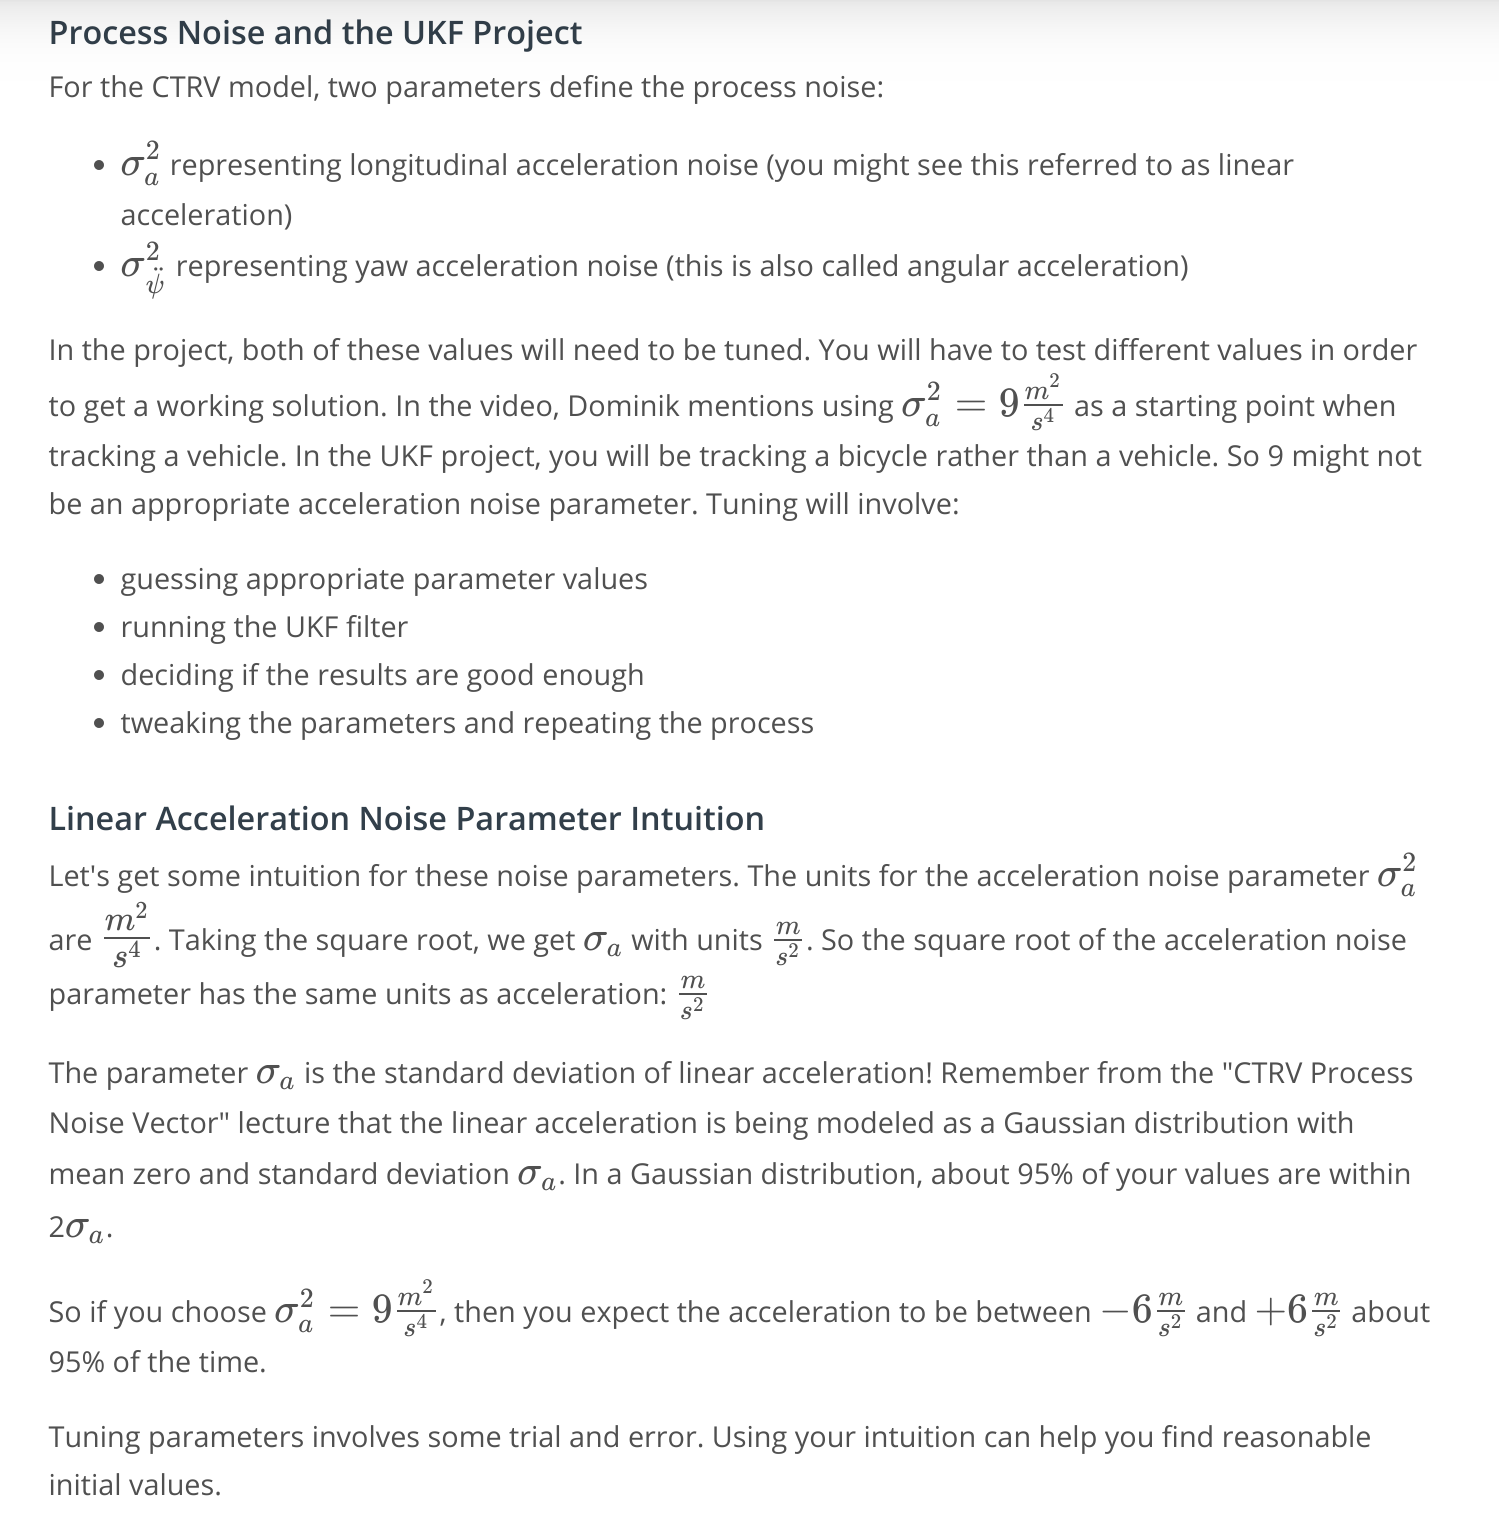 Process Noise and the UKF Project
For the CTRV model, two parameters define the process noise:
• $\sigma_a^2$ representing longitudinal acceleration noise (you might see this referred to as linear
acceleration)
• $\sigma_{\ddot{\psi}}^2$ representing yaw acceleration noise (this is also called angular acceleration)
In the project, both of these values will need to be tuned. You will have to test different values in order
to get a working solution. In the video, Dominik mentions using $\sigma_a^2 = 9\frac{m^2}{s^4}$ as a starting point when
tracking a vehicle. In the UKF project, you will be tracking a bicycle rather than a vehicle. So 9 might not
be an appropriate acceleration noise parameter. Tuning will involve:
• guessing appropriate parameter values
• running the UKF filter
• deciding if the results are good enough
• tweaking the parameters and repeating the process
Linear Acceleration Noise Parameter Intuition
Let's get some intuition for these noise parameters. The units for the acceleration noise parameter $\sigma_a^2$
are $\frac{m^2}{s^4}$. Taking the square root, we get $\sigma_a$ with units $\frac{m}{s^2}$. So the square root of the acceleration noise
parameter has the same units as acceleration: $\frac{m}{s^2}$
The parameter $\sigma_a$ is the standard deviation of linear acceleration! Remember from the "CTRV Process
Noise Vector" lecture that the linear acceleration is being modeled as a Gaussian distribution with
mean zero and standard deviation $\sigma_a$. In a Gaussian distribution, about 95% of your values are within
$2\sigma_a$.
So if you choose $\sigma_a^2 = 9\frac{m^2}{s^4}$, then you expect the acceleration to be between $-6\frac{m}{s^2}$ and $+6\frac{m}{s^2}$ about
95% of the time.
Tuning parameters involves some trial and error. Using your intuition can help you find reasonable
initial values.